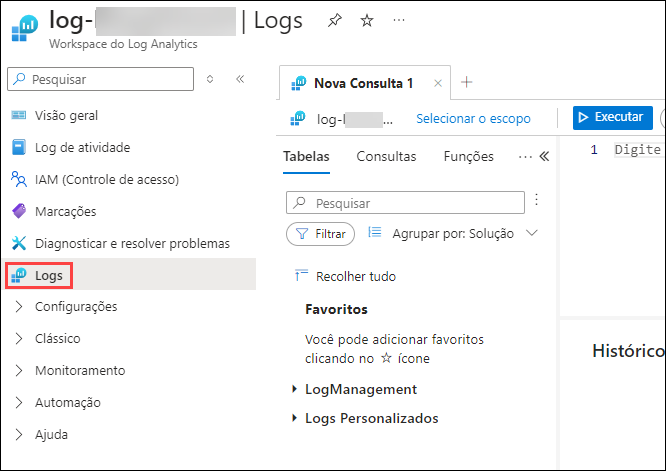 log- | Logs
Workspace do Log Analytics
Pesquisar
Visão geral
Log de atividade
IAM (Controle de acesso)
Marcações
Diagnosticar e resolver problemas
Logs
Configurações
Clássico
Monitoramento
Automação
Ajuda
Nova Consulta 1
log- ... Selecionar o escopo
Executar
Tabelas Consultas Funções ...
1 Digite
Pesquisar
Filtrar Agrupar por: Solução
Recolher tudo
Favoritos
Você pode adicionar favoritos
clicando no ☆ ícone
LogManagement
Logs Personalizados
Histórico